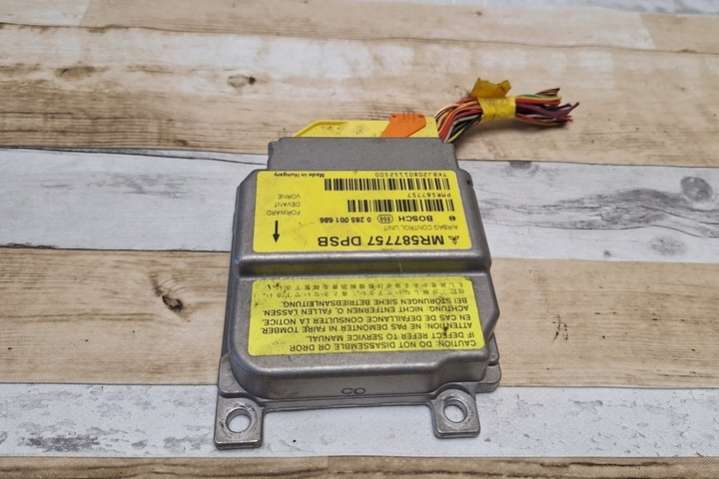 MR587757 DPSB
AIRBAG CONTROL UNIT
BOSCH 0 285 001 686
PMR587757
FORWARD
DEVANT
VORNE
Made in Hungary
CAUTION: DO NOT DISASSEMBLE OR DROP
IF DEFECT REFER TO SERVICE MANUAL
ATTENTION: NE PAS DEMONTER NI FAIRE TOMBER.
EN CAS DE DEFAILLANCE CONSULTER LA NOTICE.
ACHTUNG: NICHT ENTFERNEN O. FALLEN LASSEN.
BEI STÖRUNGEN SIEHE BETRIEBSANLEITUNG.